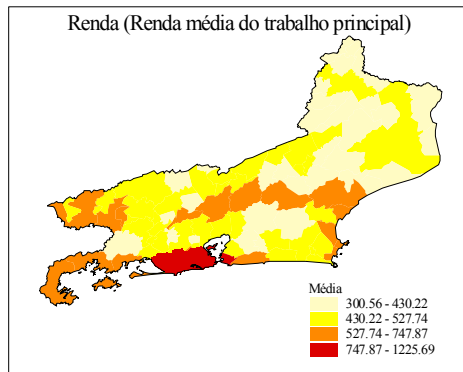 Renda (Renda média do trabalho principal)
Média
300.56 - 430.22
430.22 - 527.74
527.74 - 747.87
747.87 - 1225.69